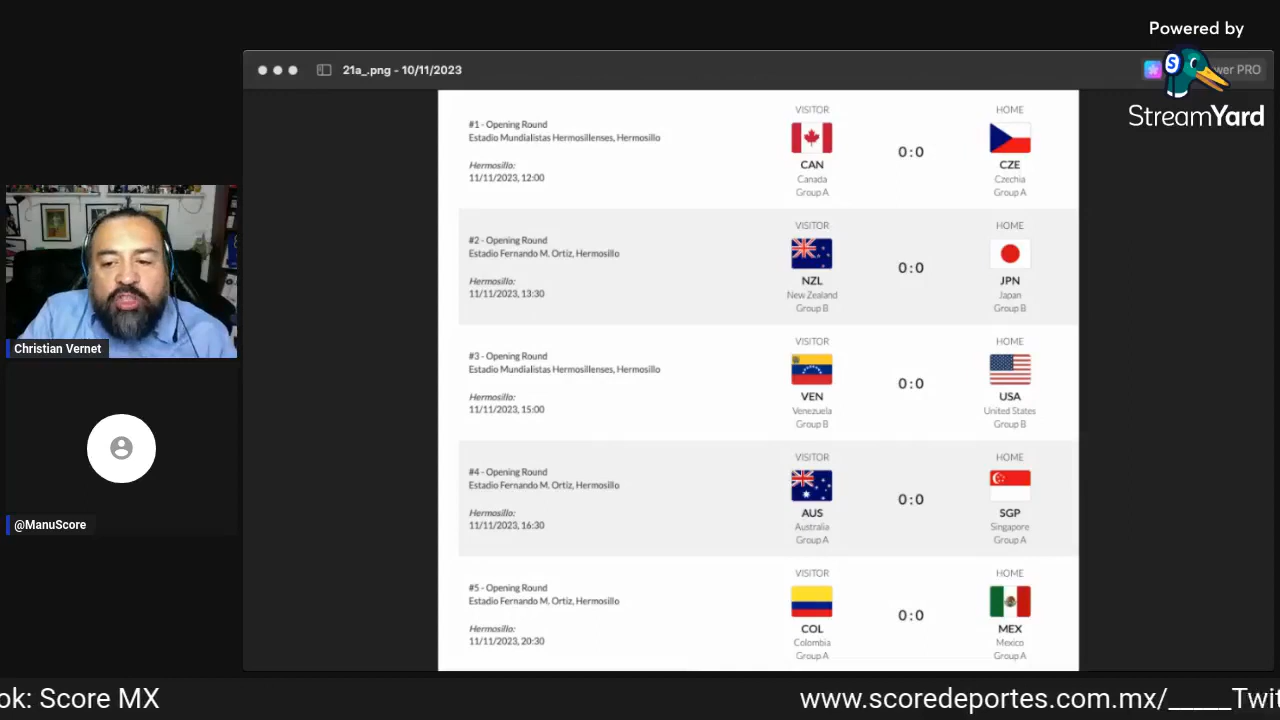 Powered by
StreamYard
21a_.png - 10/11/2023
wer PRO
#1 - Opening Round
Estadio Mundialistas Hermosillenses, Hermosillo
Hermosillo:
11/11/2023, 12:00
VISITOR
CAN
Canada
Group A
0:0
HOME
CZE
Czechia
Group A
#2 - Opening Round
Estadio Fernando M. Ortiz, Hermosillo
Hermosillo:
11/11/2023, 13:30
VISITOR
NZL
New Zealand
Group B
0:0
HOME
JPN
Japan
Group B
#3 - Opening Round
Estadio Mundialistas Hermosillenses, Hermosillo
Hermosillo:
11/11/2023, 15:00
VISITOR
VEN
Venezuela
Group B
0:0
HOME
USA
United States
Group B
#4 - Opening Round
Estadio Fernando M. Ortiz, Hermosillo
Hermosillo:
11/11/2023, 16:30
VISITOR
AUS
Australia
Group A
0:0
HOME
SGP
Singapore
Group A
#5 - Opening Round
Estadio Fernando M. Ortiz, Hermosillo
Hermosillo:
11/11/2023, 20:30
VISITOR
COL
Colombia
Group A
0:0
HOME
MEX
Mexico
Group A
Christian Vernet
@ManuScore
ok: Score MX
www.scoredeportes.com.mx/_____Twit